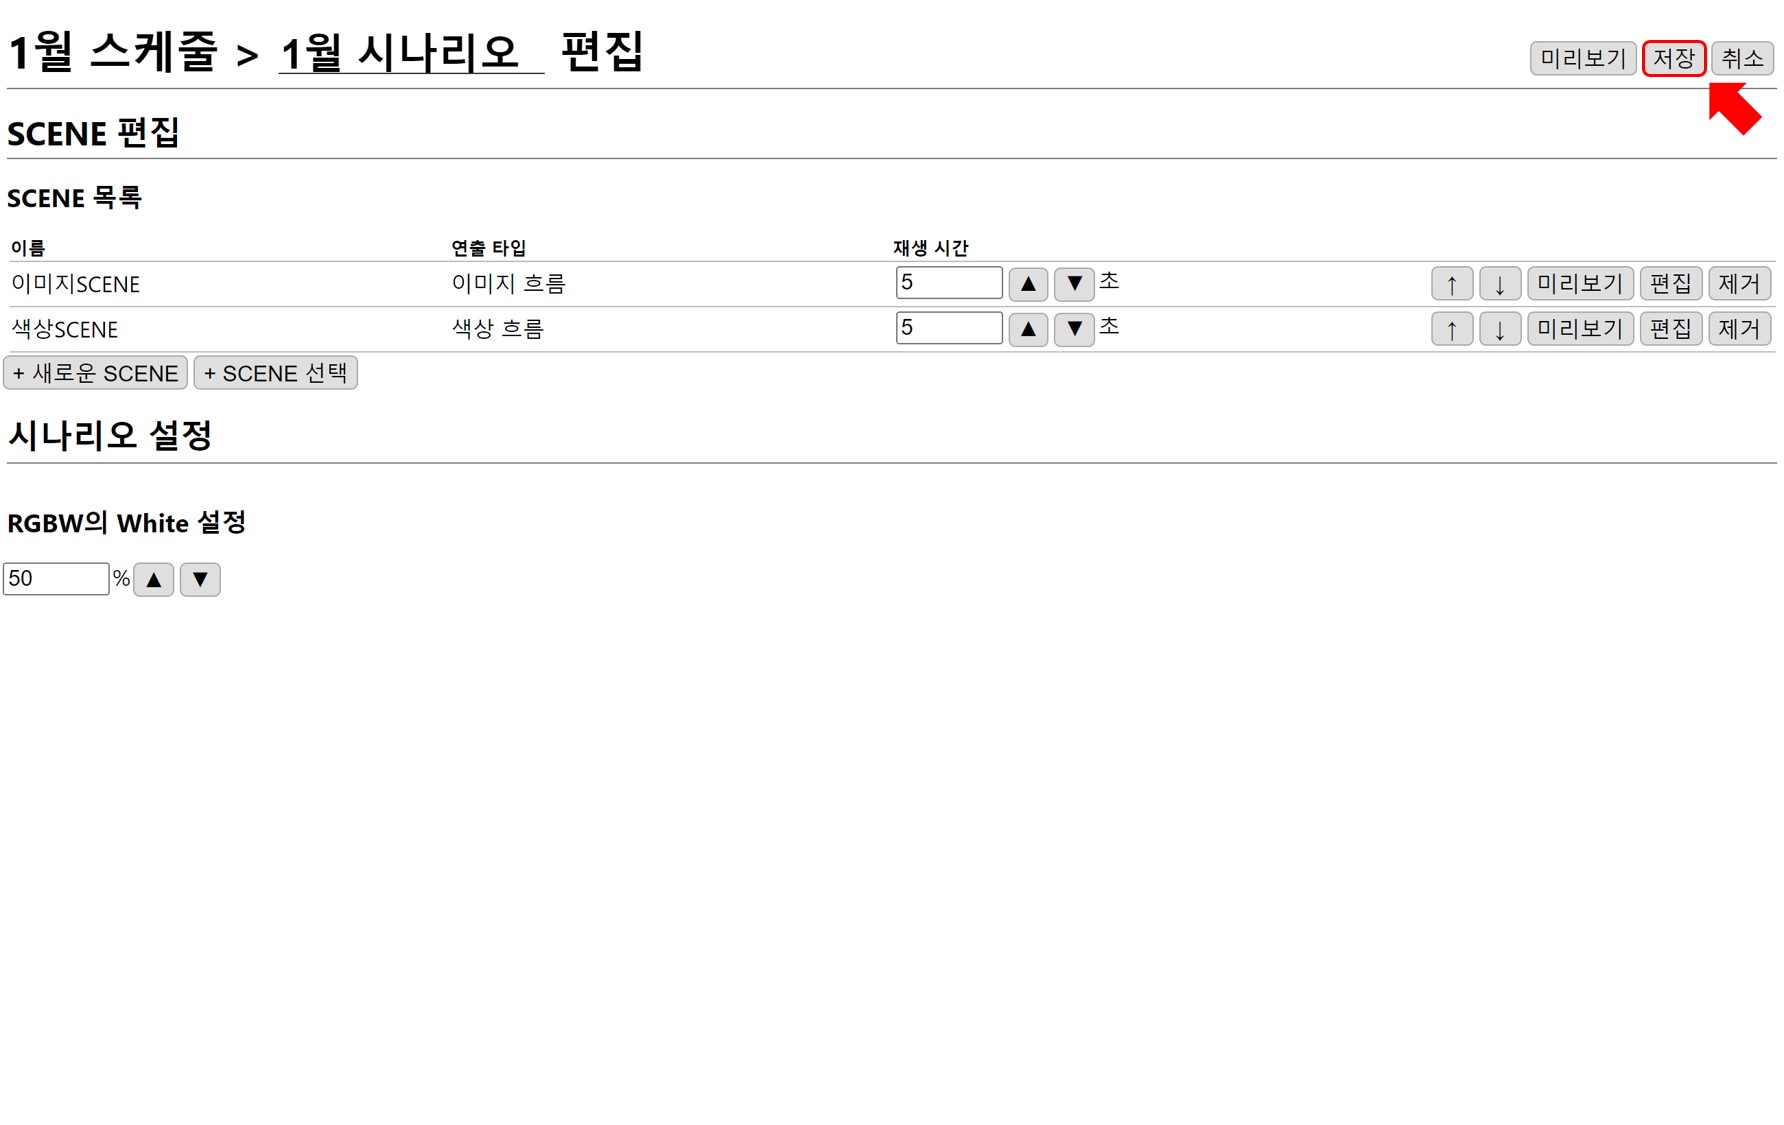 1월 스케줄 > 1월 시나리오 편집 미리보기 저장 취소
SCENE 편집
SCENE 목록
이름 연출 타입 재생 시간
이미지SCENE 이미지 흐름 5 ▲ ▼ 초 ↑ ↓ 미리보기 편집 제거
색상SCENE 색상 흐름 5 ▲ ▼ 초 ↑ ↓ 미리보기 편집 제거
+ 새로운 SCENE + SCENE 선택
시나리오 설정
RGBW의 White 설정
50 % ▲ ▼